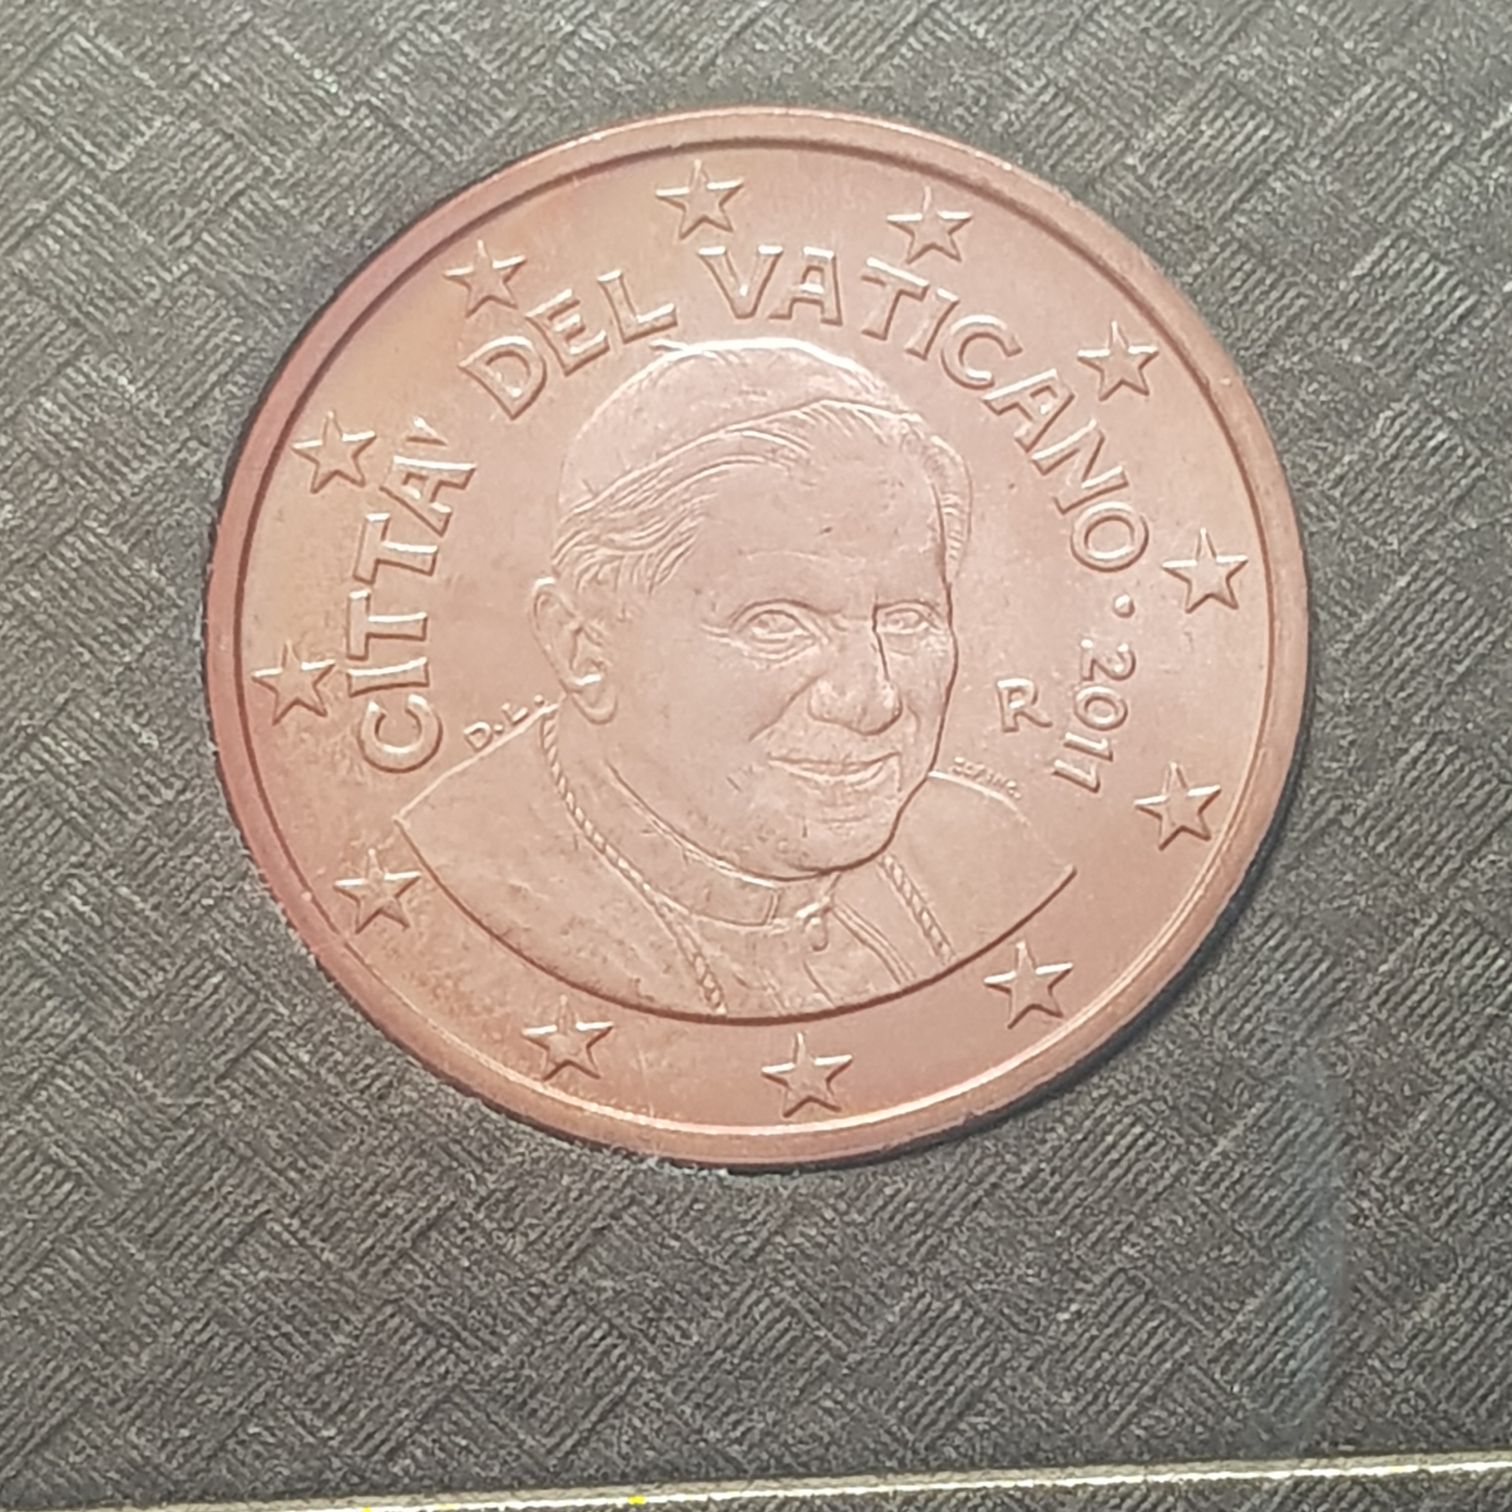 CITTA' DEL VATICANO · 2011
D.L.
R